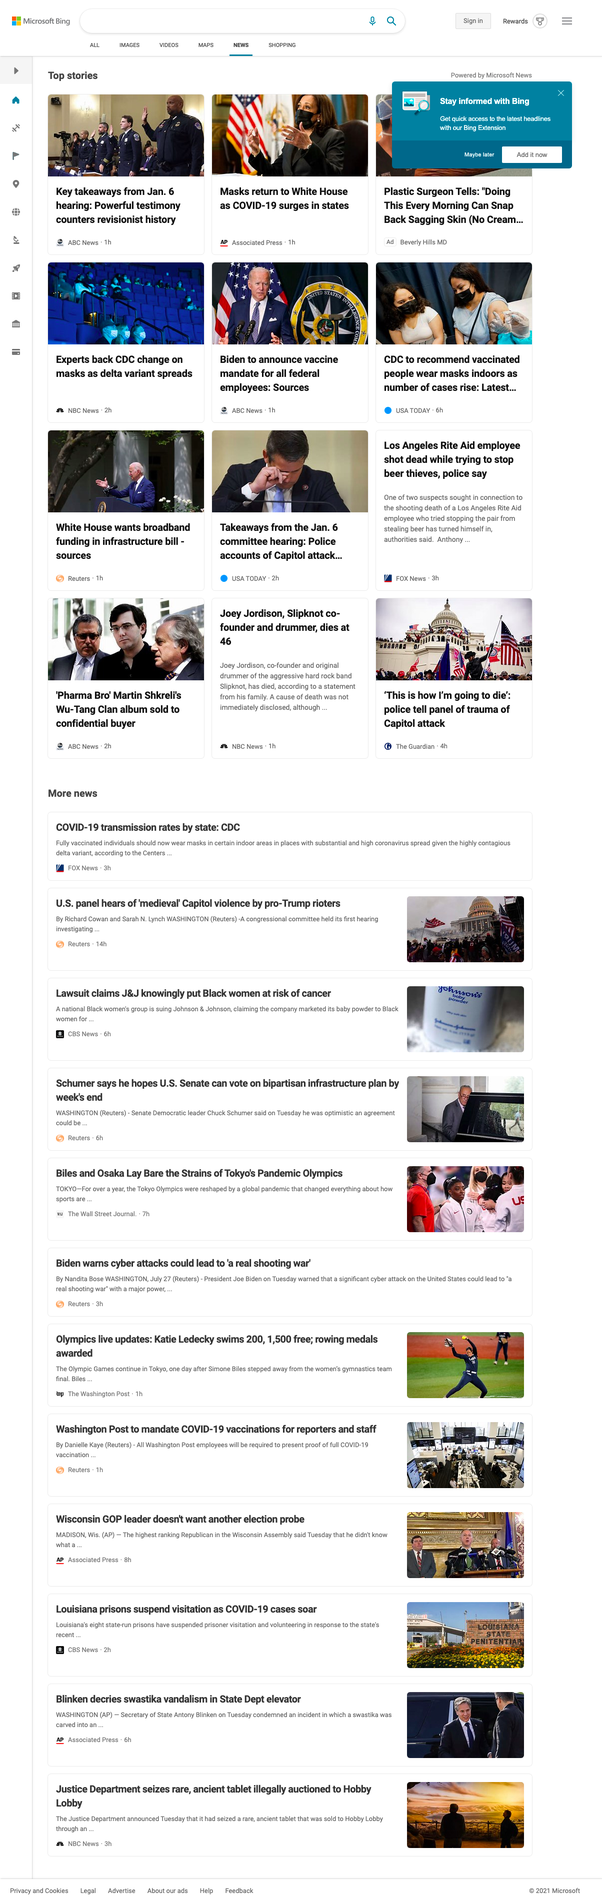 Microsoft Bing
Sign in
Rewards
ALL
IMAGES
VIDEOS
MAPS
NEWS
SHOPPING
Top stories
Powered by Microsoft News
Stay informed with Bing
Get quick access to the latest headlines
with our Bing Extension
Maybe later
Add it now
Key takeaways from Jan. 6
hearing: Powerful testimony
counters revisionist history
ABC News · 1h
Masks return to White House
as COVID-19 surges in states
AP Associated Press · 1h
Plastic Surgeon Tells: "Doing
This Every Morning Can Snap
Back Sagging Skin (No Cream...
Ad Beverly Hills MD
Experts back CDC change on
masks as delta variant spreads
NBC News · 2h
Biden to announce vaccine
mandate for all federal
employees: Sources
ABC News · 1h
CDC to recommend vaccinated
people wear masks indoors as
number of cases rise: Latest...
USA TODAY · 6h
White House wants broadband
funding in infrastructure bill -
sources
Reuters · 1h
Takeaways from the Jan. 6
committee hearing: Police
accounts of Capitol attack...
USA TODAY · 2h
Los Angeles Rite Aid employee
shot dead while trying to stop
beer thieves, police say
One of two suspects sought in connection to
the shooting death of a Los Angeles Rite Aid
employee who tried stopping the pair from
stealing beer has turned himself in,
authorities said. Anthony ...
FOX News · 3h
'Pharma Bro' Martin Shkreli's
Wu-Tang Clan album sold to
confidential buyer
ABC News · 2h
Joey Jordison, Slipknot co-
founder and drummer, dies at
46
Joey Jordison, co-founder and original
drummer of the aggressive hard rock band
Slipknot, has died, according to a statement
from his family. A cause of death was not
immediately disclosed, although ...
NBC News · 1h
'This is how I'm going to die':
police tell panel of trauma of
Capitol attack
The Guardian · 4h
More news
COVID-19 transmission rates by state: CDC
Fully vaccinated individuals should now wear masks in certain indoor areas in places with substantial and high coronavirus spread given the highly contagious
delta variant, according to the Centers ...
FOX News · 3h
U.S. panel hears of 'medieval' Capitol violence by pro-Trump rioters
By Richard Cowan and Sarah N. Lynch WASHINGTON (Reuters) -A congressional committee held its first hearing
investigating ...
Reuters · 14h
Lawsuit claims J&J knowingly put Black women at risk of cancer
A national Black women's group is suing Johnson & Johnson, claiming the company marketed its baby powder to Black
women for ...
CBS News · 6h
Johnson's
baby
powder
Schumer says he hopes U.S. Senate can vote on bipartisan infrastructure plan by
week's end
WASHINGTON (Reuters) - Senate Democratic leader Chuck Schumer said on Tuesday he was optimistic an agreement
could be ...
Reuters · 6h
Biles and Osaka Lay Bare the Strains of Tokyo's Pandemic Olympics
TOKYO—For over a year, the Tokyo Olympics were reshaped by a global pandemic that changed everything about how
sports are ...
WSJ The Wall Street Journal. · 7h
Biden warns cyber attacks could lead to 'a real shooting war'
By Nandita Bose WASHINGTON, July 27 (Reuters) - President Joe Biden on Tuesday warned that a significant cyber attack on the United States could lead to "a
real shooting war" with a major power, ...
Reuters · 3h
Olympics live updates: Katie Ledecky swims 200, 1,500 free; rowing medals
awarded
The Olympic Games continue in Tokyo, one day after Simone Biles stepped away from the women's gymnastics team
final. Biles ...
wp The Washington Post · 1h
Washington Post to mandate COVID-19 vaccinations for reporters and staff
By Danielle Kaye (Reuters) - All Washington Post employees will be required to present proof of full COVID-19
vaccination ...
Reuters · 1h
Wisconsin GOP leader doesn't want another election probe
MADISON, Wis. (AP) — The highest ranking Republican in the Wisconsin Assembly said Tuesday that he didn't know
what a ...
AP Associated Press · 8h
Louisiana prisons suspend visitation as COVID-19 cases soar
Louisiana's eight state-run prisons have suspended prisoner visitation and volunteering in response to the state's
recent ...
CBS News · 2h
LOUISIANA
STATE
PENITENTIARY
Blinken decries swastika vandalism in State Dept elevator
WASHINGTON (AP) — Secretary of State Antony Blinken on Tuesday condemned an incident in which a swastika was
carved into an ...
AP Associated Press · 6h
Justice Department seizes rare, ancient tablet illegally auctioned to Hobby
Lobby
The Justice Department announced Tuesday that it had seized a rare, ancient tablet that was sold to Hobby Lobby
through an ...
NBC News · 3h
Privacy and Cookies
Legal
Advertise
About our ads
Help
Feedback
© 2021 Microsoft